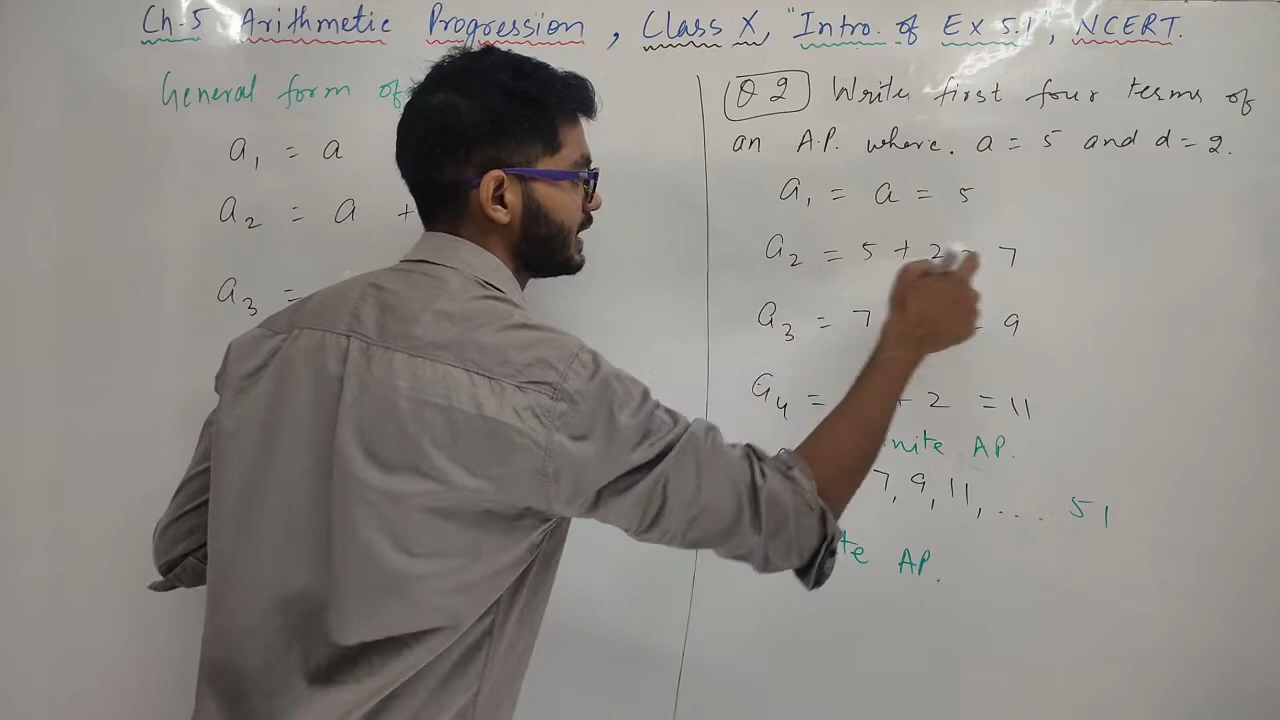 Ch-5 Arithmetic Progression, Class X, "Intro. of Ex 5.1", NCERT.
General form of
a₁ = a
a₂ = a +
a₃ =
Q 2 Write first four terms of
an A.P. where. a = 5 and d = 2.
a₁ = a = 5
a₂ = 5 + 2 = 7
a₃ = 7 = 9
a₄ = + 2 = 11
AP.
7, 9, 11, .... 51
AP.